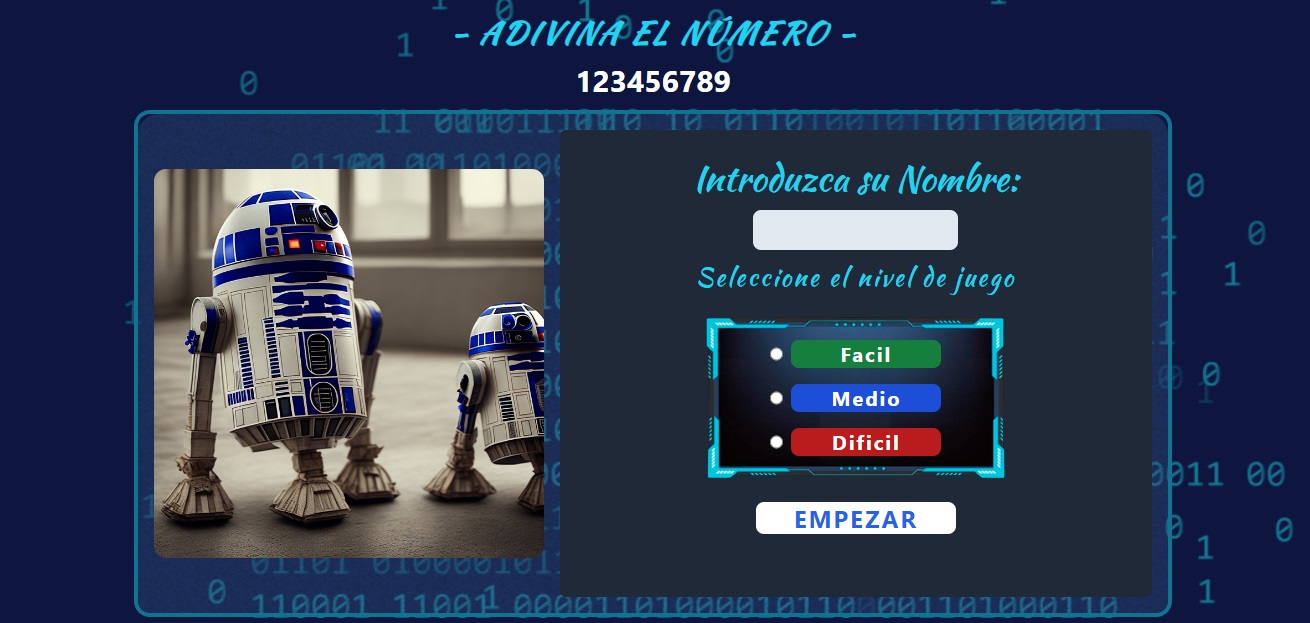 - ADIVINA EL NÚMERO -
123456789
Introduzca su Nombre:
Seleccione el nivel de juego
Facil
Medio
Dificil
EMPEZAR